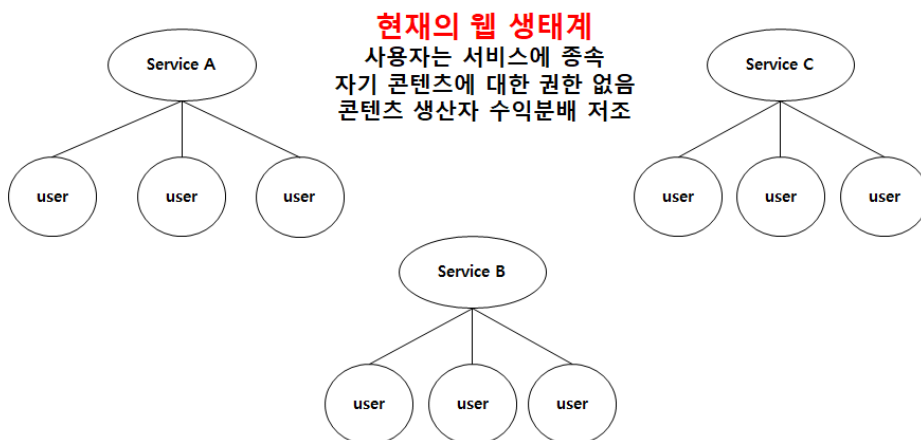 현재의 웹 생태계
사용자는 서비스에 종속
자기 콘텐츠에 대한 권한 없음
콘텐츠 생산자 수익분배 저조
Service A
Service C
user
user
user
user
user
user
Service B
user
user
user